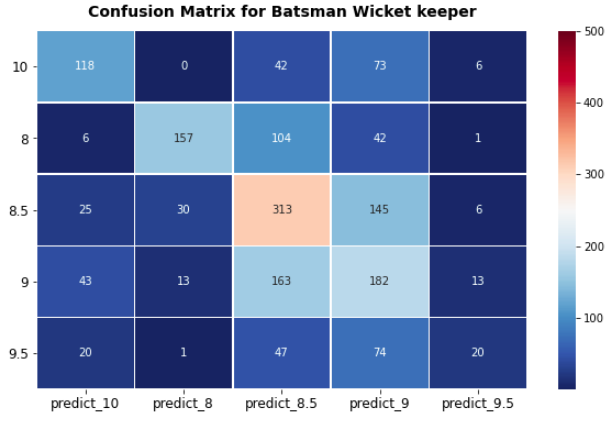 Confusion Matrix for Batsman Wicket keeper
10 118 0 42 73 6
8 6 157 104 42 1
8.5 25 30 313 145 6
9 43 13 163 182 13
9.5 20 1 47 74 20
predict_10 predict_8 predict_8.5 predict_9 predict_9.5
500
400
300
200
100